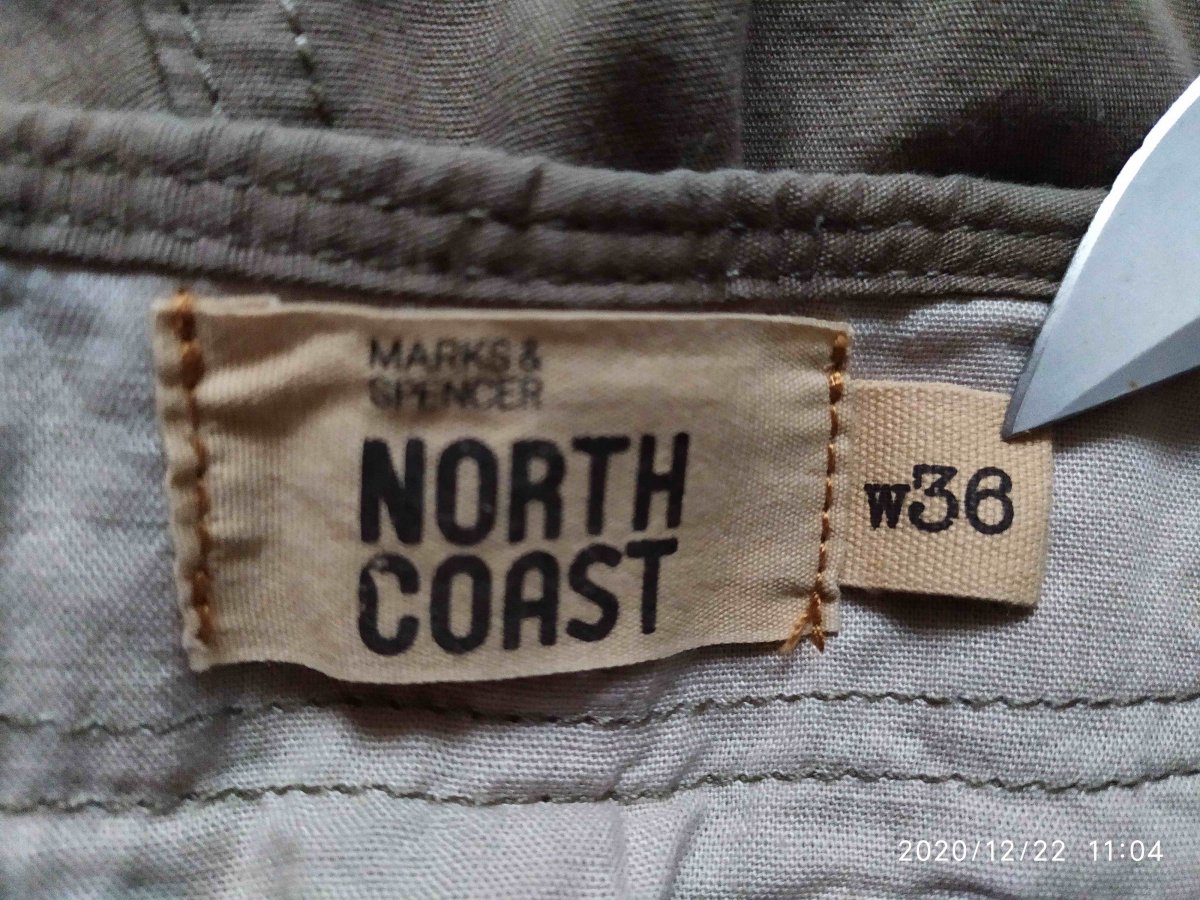 MARKS &
SPENCER
NORTH
COAST
W36
2020/12/22 11:04